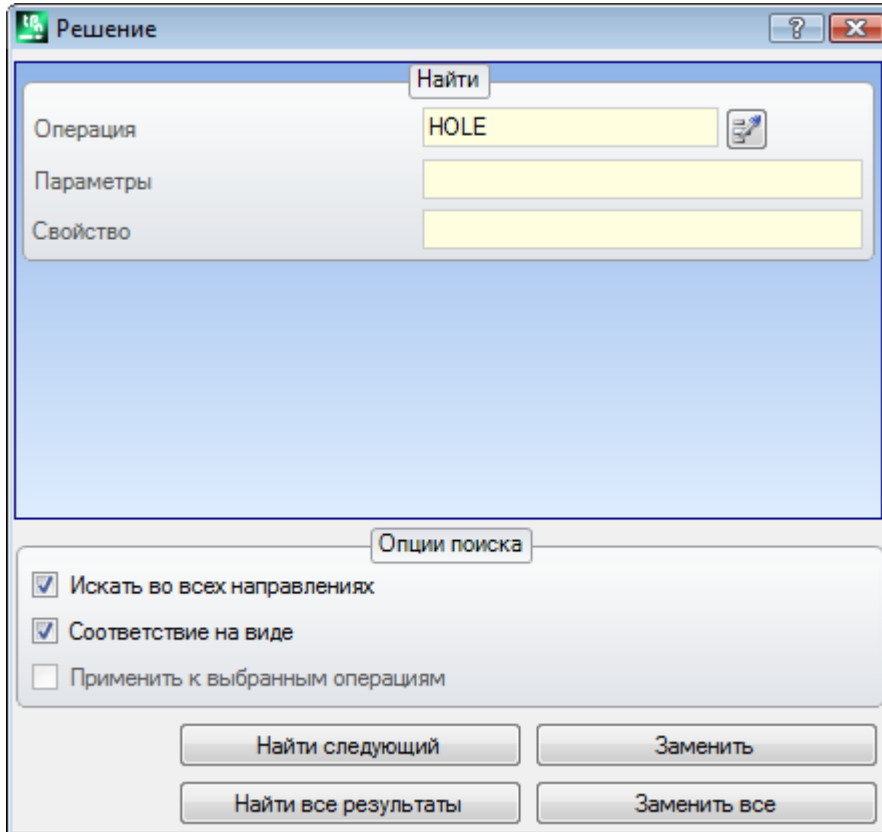 Решение
Найти
Операция HOLE
Параметры
Свойство
Опции поиска
Искать во всех направлениях
Соответствие на виде
Применить к выбранным операциям
Найти следующий Заменить
Найти все результаты Заменить все